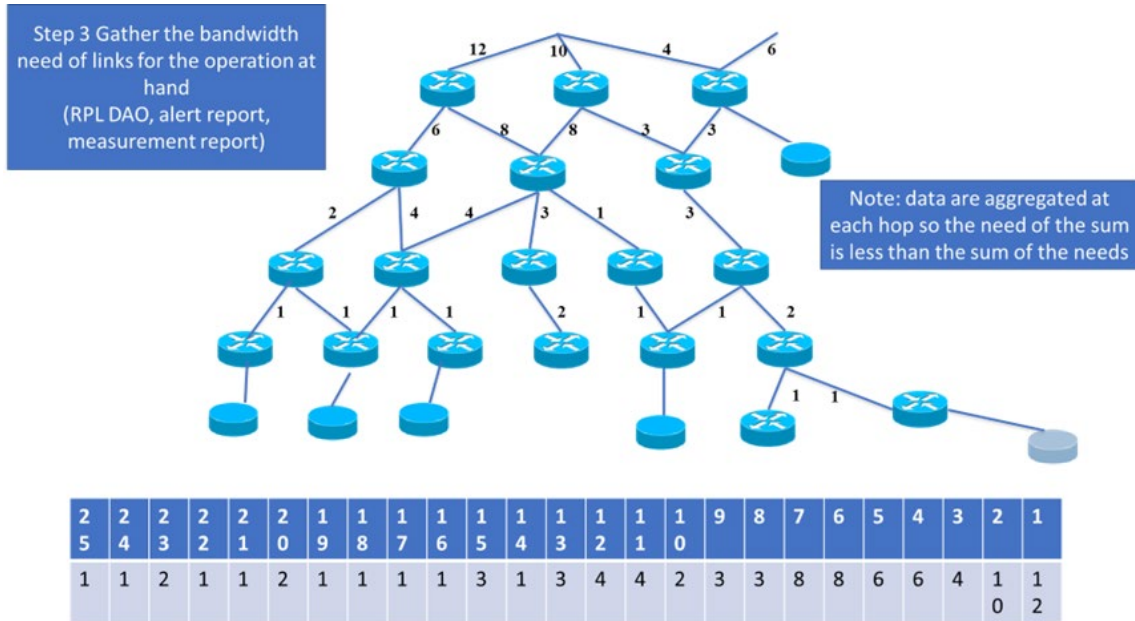 Step 3 Gather the bandwidth
need of links for the operation at
hand
(RPL DAO, alert report,
measurement report)
12
10
4
6
6
8
8
3
3
Note: data are aggregated at
each hop so the need of the sum
is less than the sum of the needs
2
4
4
3
1
3
1
1
1
1
2
1
1
2
1
1
25 24 23 22 21 20 19 18 17 16 15 14 13 12 11 10 9 8 7 6 5 4 3 2 1
1 1 2 1 1 2 1 1 1 1 3 1 3 4 4 2 3 3 8 8 6 6 4 10 12